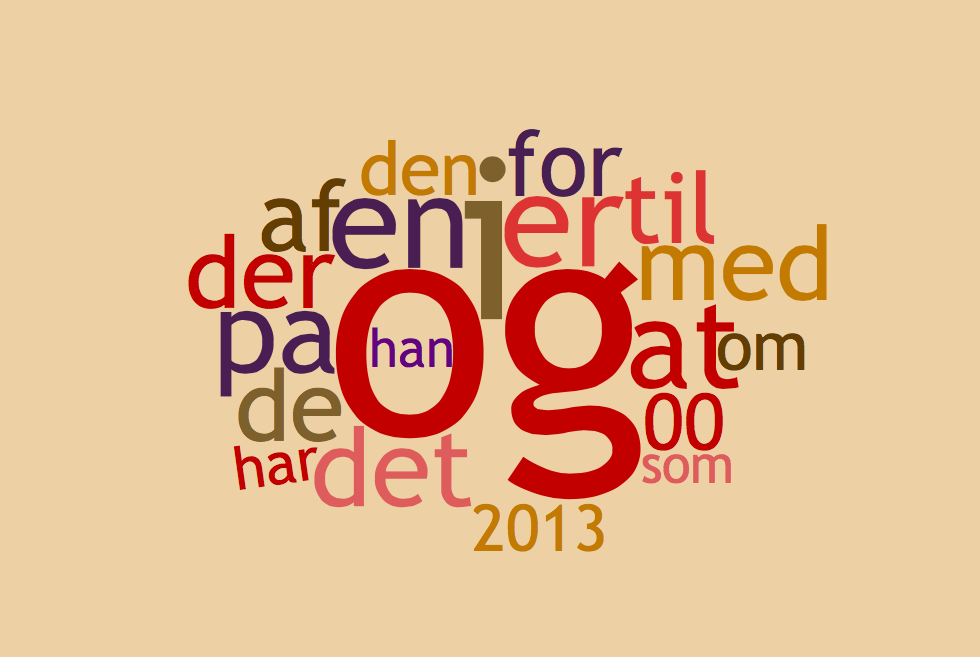 den
for
af
en
i
er
til
der
med
og
pa
han
at
om
de
00
har
det
som
2013